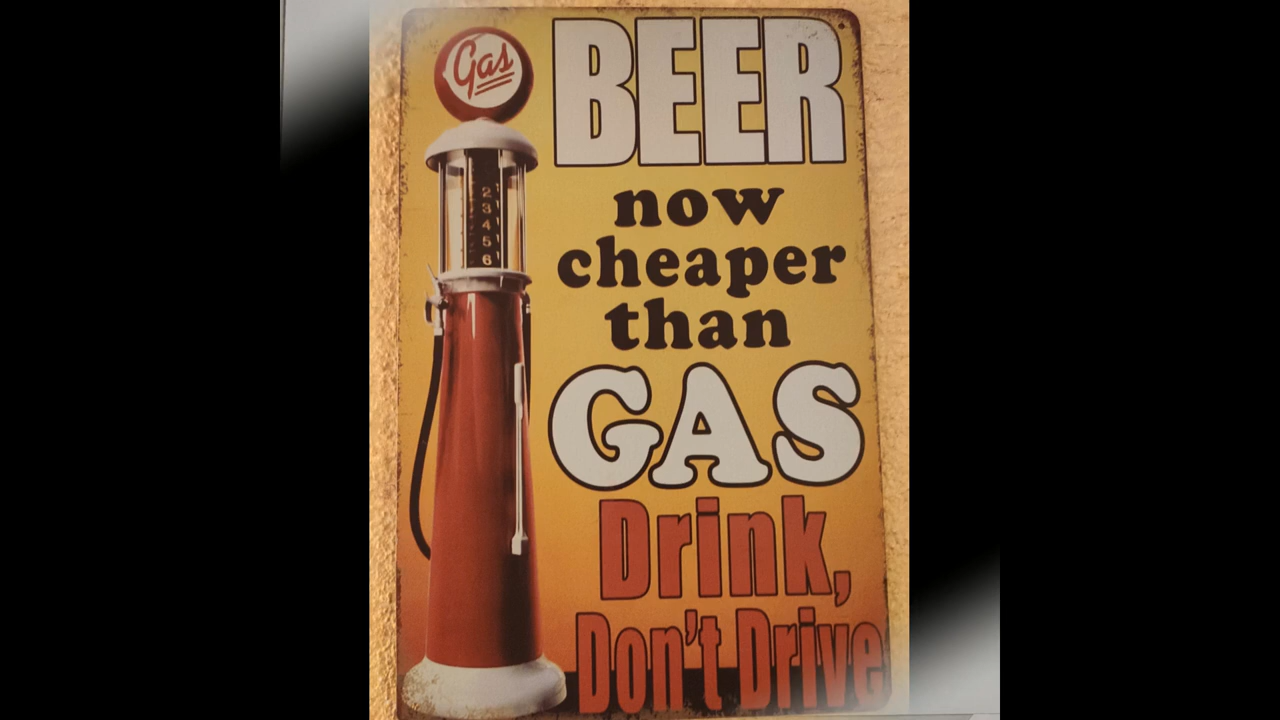 Gas
BEER
now
cheaper
than
GAS
Drink,
Don't Drive
2
3
4
5
6